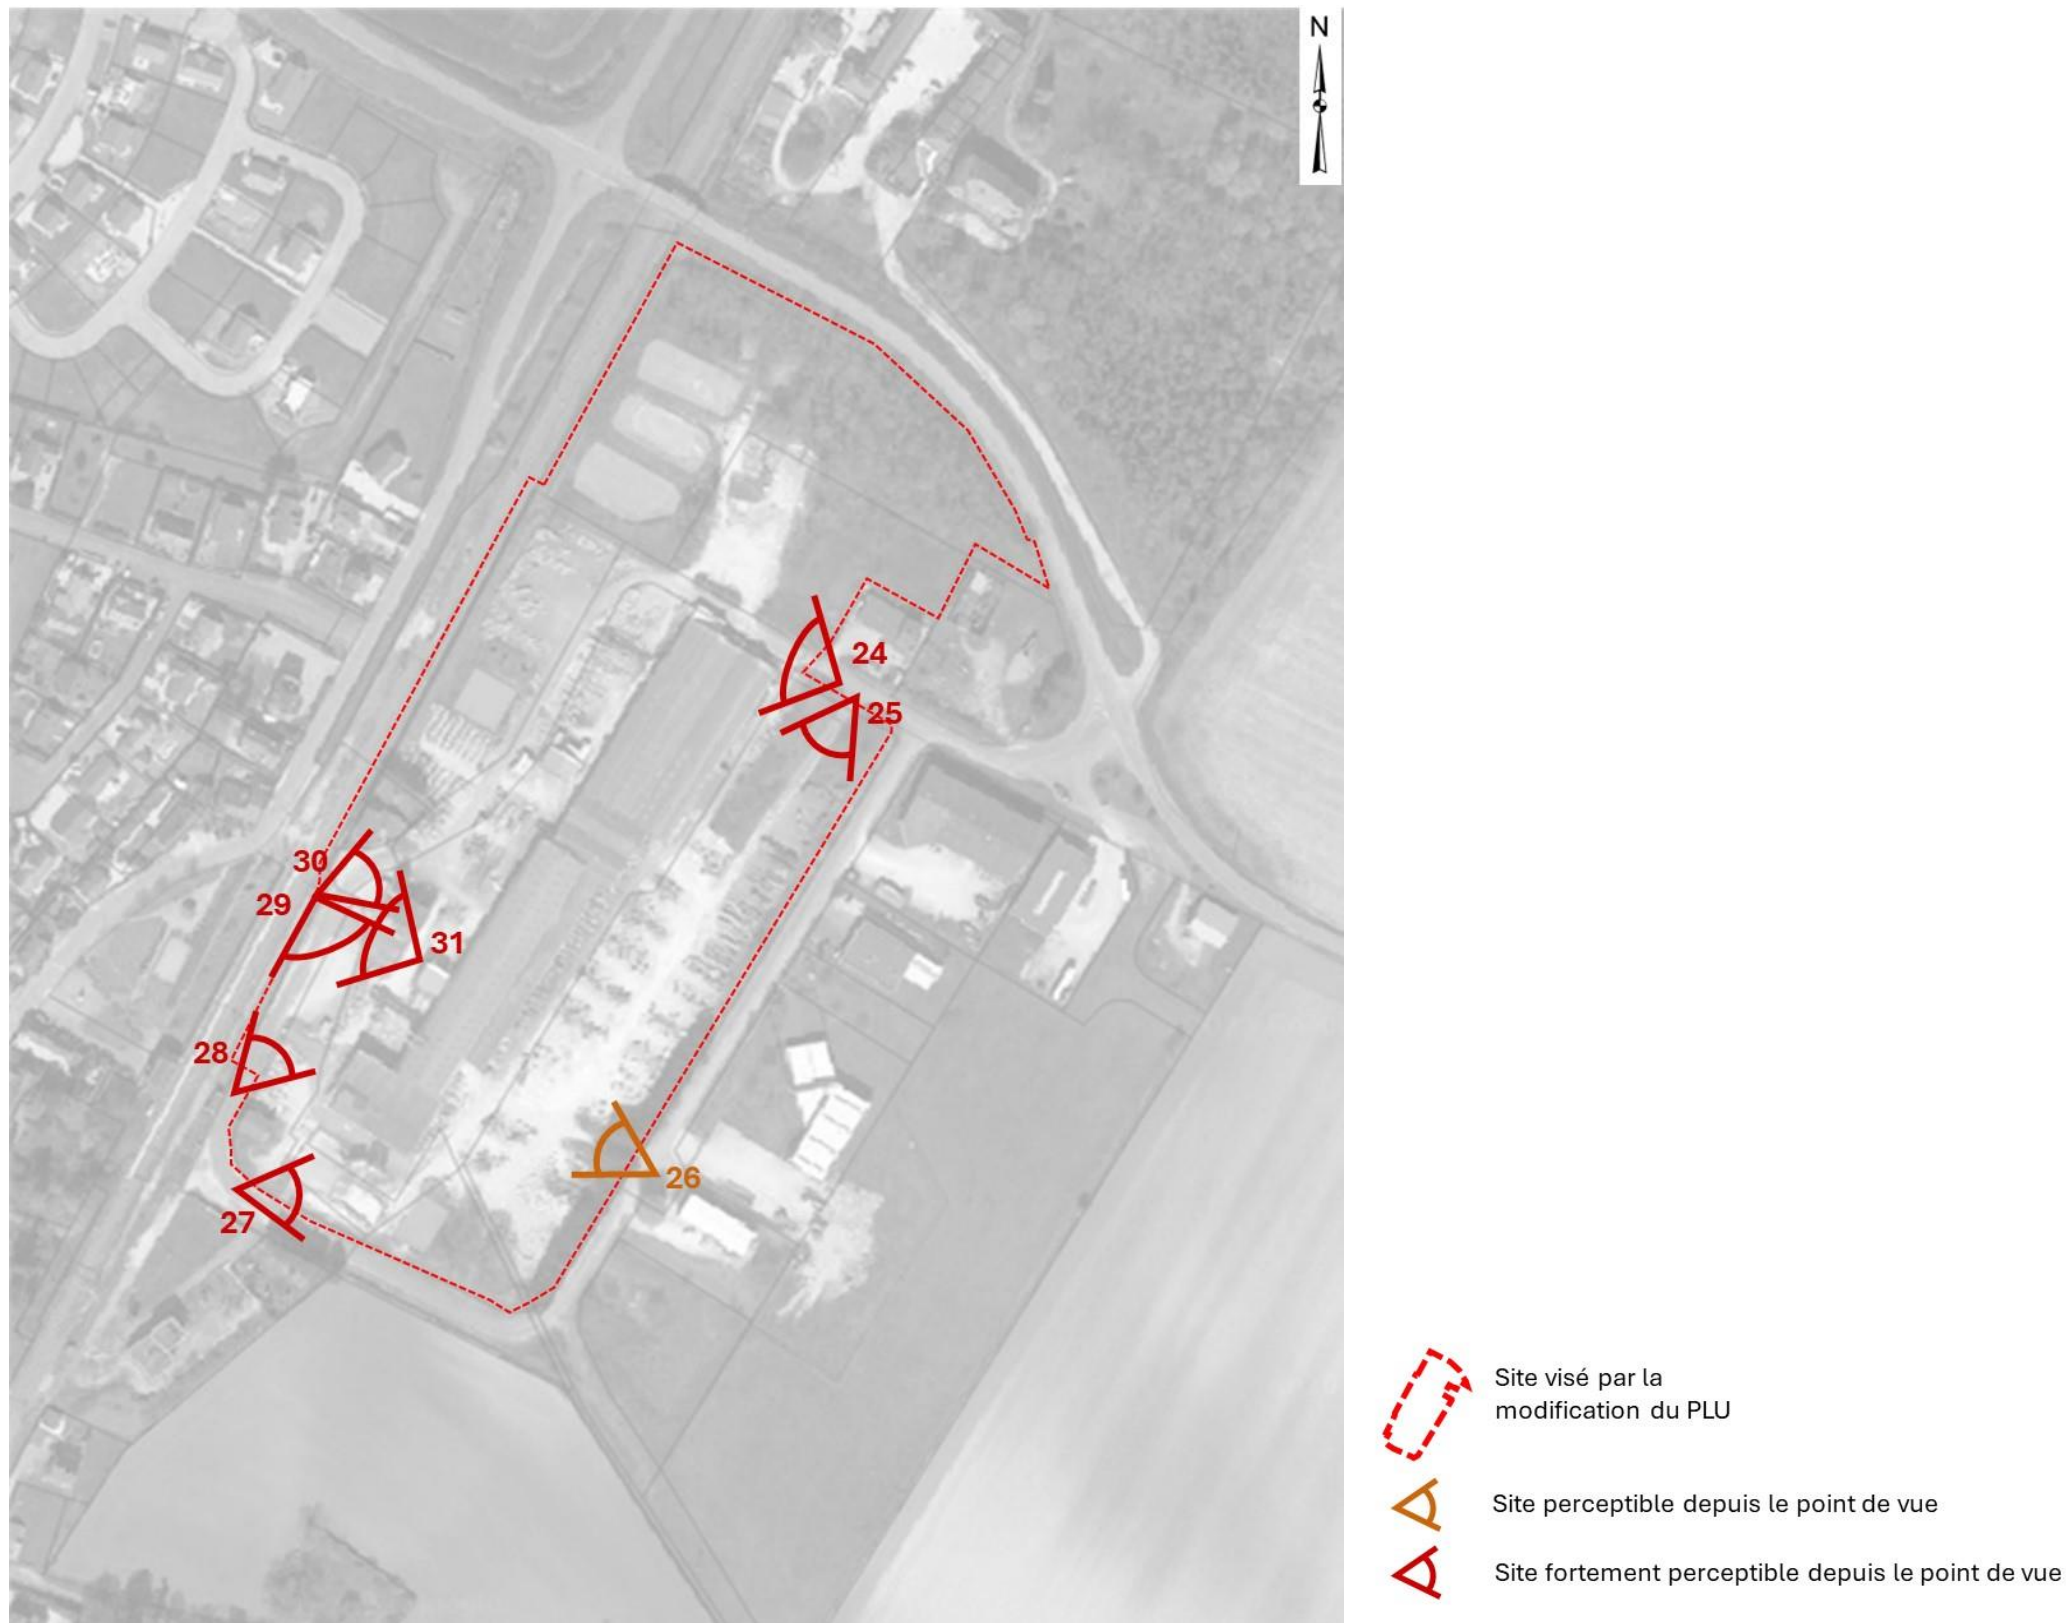 N
24
25
30
29
31
28
26
27
Site visé par la
modification du PLU
Site perceptible depuis le point de vue
Site fortement perceptible depuis le point de vue